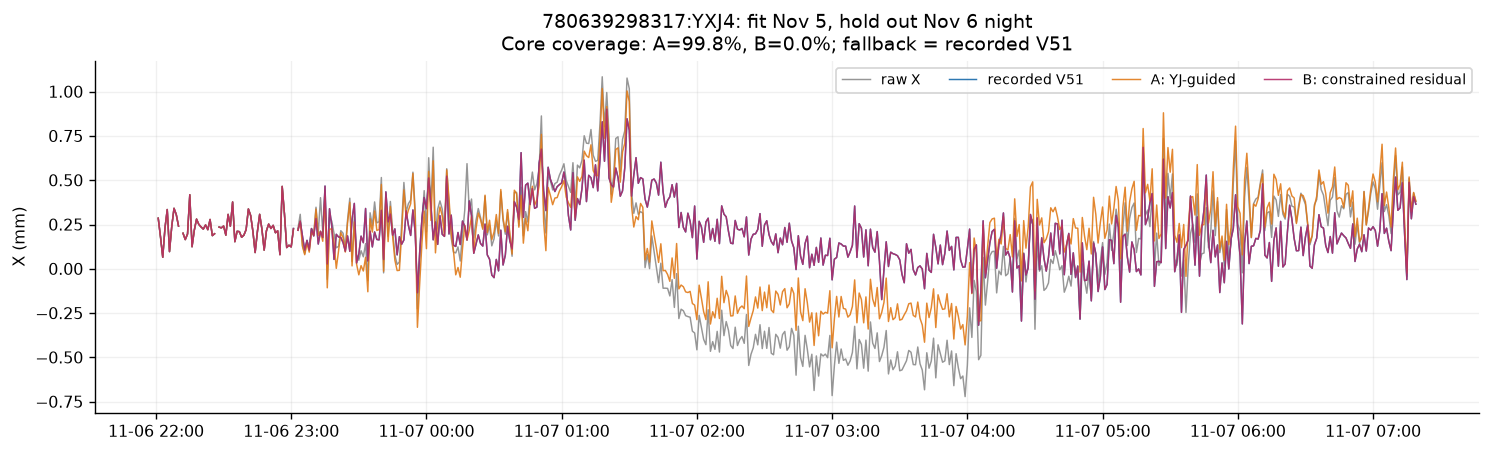 780639298317:YXJ4: fit Nov 5, hold out Nov 6 night
Core coverage: A=99.8%, B=0.0%; fallback = recorded V51
raw X
recorded V51
A: YJ-guided
B: constrained residual
X (mm)
1.00
0.75
0.50
0.25
0.00
−0.25
−0.50
−0.75
11-06 22:00
11-06 23:00
11-07 00:00
11-07 01:00
11-07 02:00
11-07 03:00
11-07 04:00
11-07 05:00
11-07 06:00
11-07 07:00